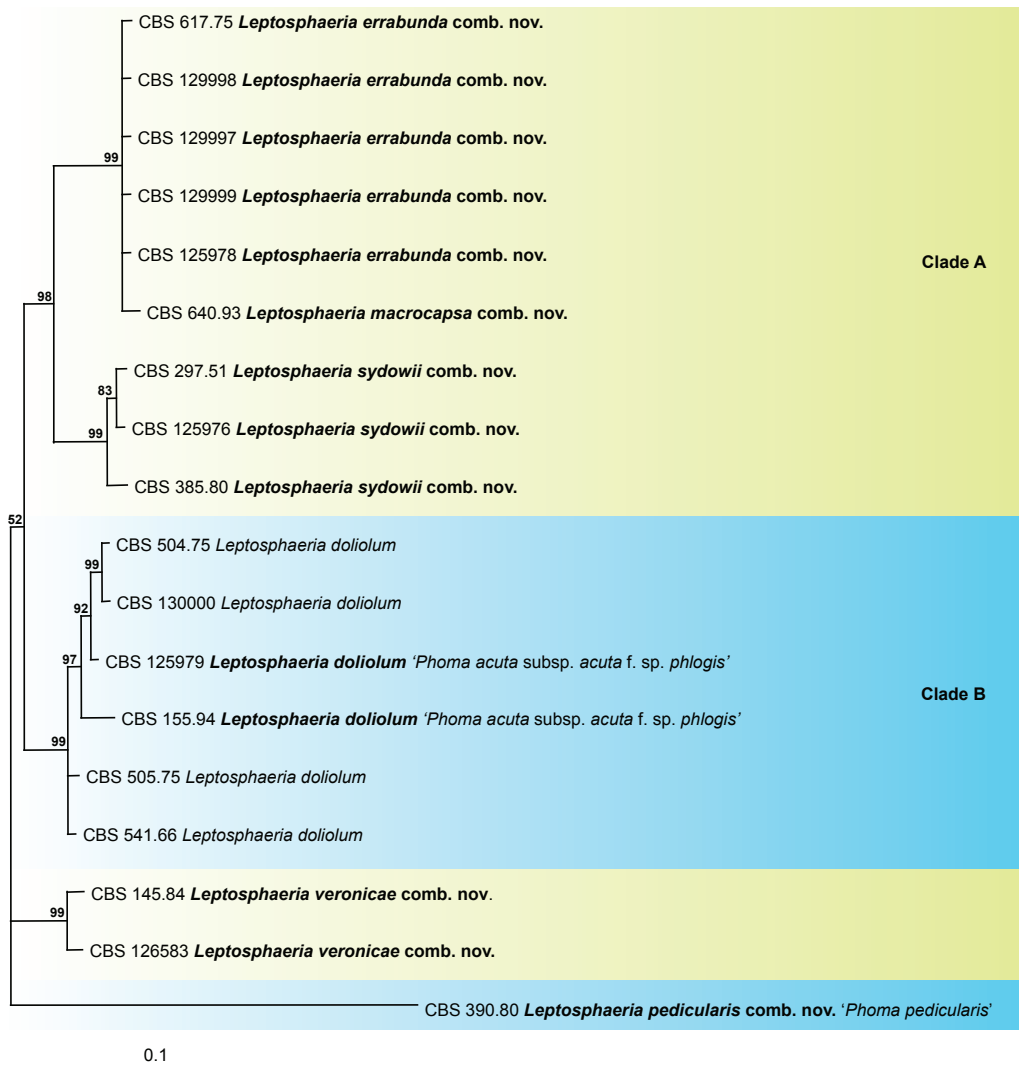 CBS 617.75 Leptosphaeria errabunda comb. nov.
CBS 129998 Leptosphaeria errabunda comb. nov.
CBS 129997 Leptosphaeria errabunda comb. nov.
99
CBS 129999 Leptosphaeria errabunda comb. nov.
CBS 125978 Leptosphaeria errabunda comb. nov.
Clade A
98
CBS 640.93 Leptosphaeria macrocapsa comb. nov.
CBS 297.51 Leptosphaeria sydowii comb. nov.
83
CBS 125976 Leptosphaeria sydowii comb. nov.
99
CBS 385.80 Leptosphaeria sydowii comb. nov.
52
CBS 504.75 Leptosphaeria doliolum
99
CBS 130000 Leptosphaeria doliolum
92
CBS 125979 Leptosphaeria doliolum ‘Phoma acuta subsp. acuta f. sp. phlogis’
97
Clade B
CBS 155.94 Leptosphaeria doliolum ‘Phoma acuta subsp. acuta f. sp. phlogis’
99
CBS 505.75 Leptosphaeria doliolum
CBS 541.66 Leptosphaeria doliolum
CBS 145.84 Leptosphaeria veronicae comb. nov.
99
CBS 126583 Leptosphaeria veronicae comb. nov.
CBS 390.80 Leptosphaeria pedicularis comb. nov. ‘Phoma pedicularis’
0.1